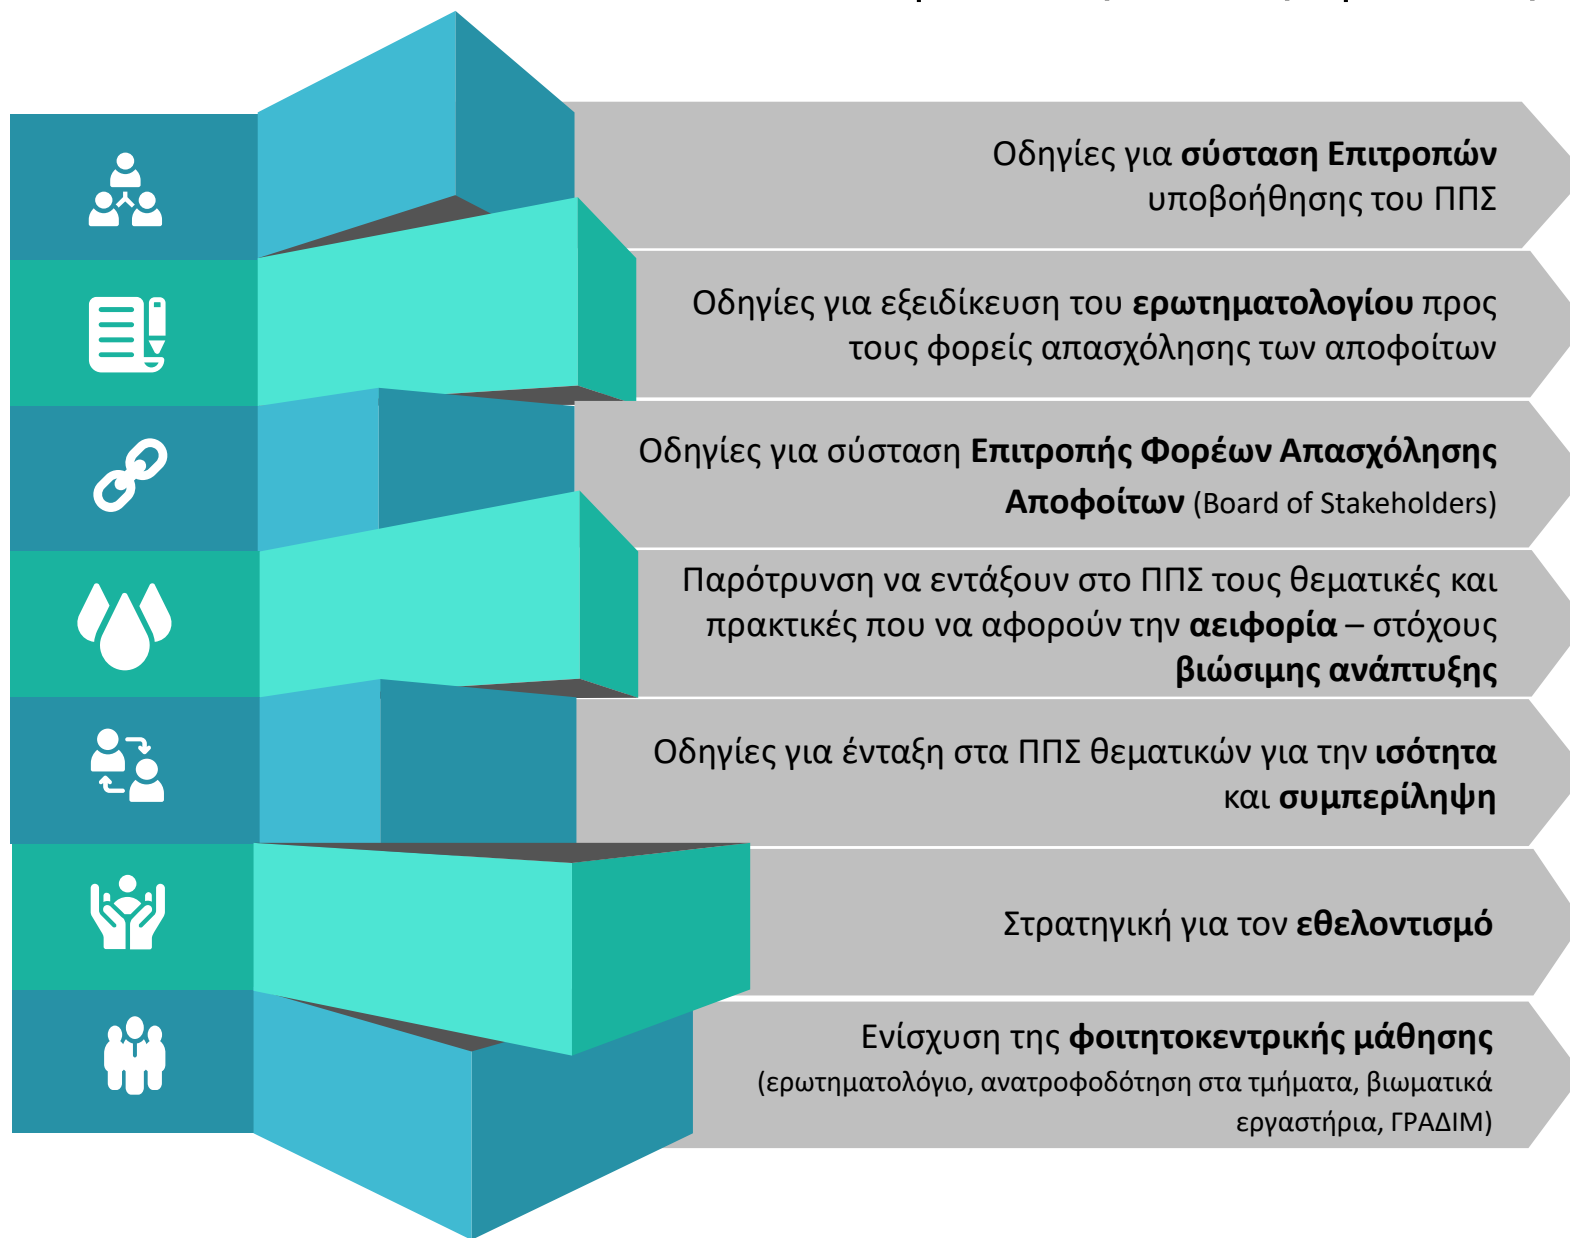 Οδηγίες για σύσταση Επιτροπών
υποβοήθησης του ΠΠΣ
Οδηγίες για εξειδίκευση του ερωτηματολογίου προς
τους φορείς απασχόλησης των αποφοίτων
Οδηγίες για σύσταση Επιτροπής Φορέων Απασχόλησης
Αποφοίτων (Board of Stakeholders)
Παρότρυνση να εντάξουν στο ΠΠΣ τους θεματικές και
πρακτικές που να αφορούν την αειφορία – στόχους
βιώσιμης ανάπτυξης
Οδηγίες για ένταξη στα ΠΠΣ θεματικών για την ισότητα
και συμπερίληψη
Στρατηγική για τον εθελοντισμό
Ενίσχυση της φοιτητοκεντρικής μάθησης
(ερωτηματολόγιο, ανατροφοδότηση στα τμήματα, βιωματικά
εργαστήρια, ΓΡΑΔΙΜ)